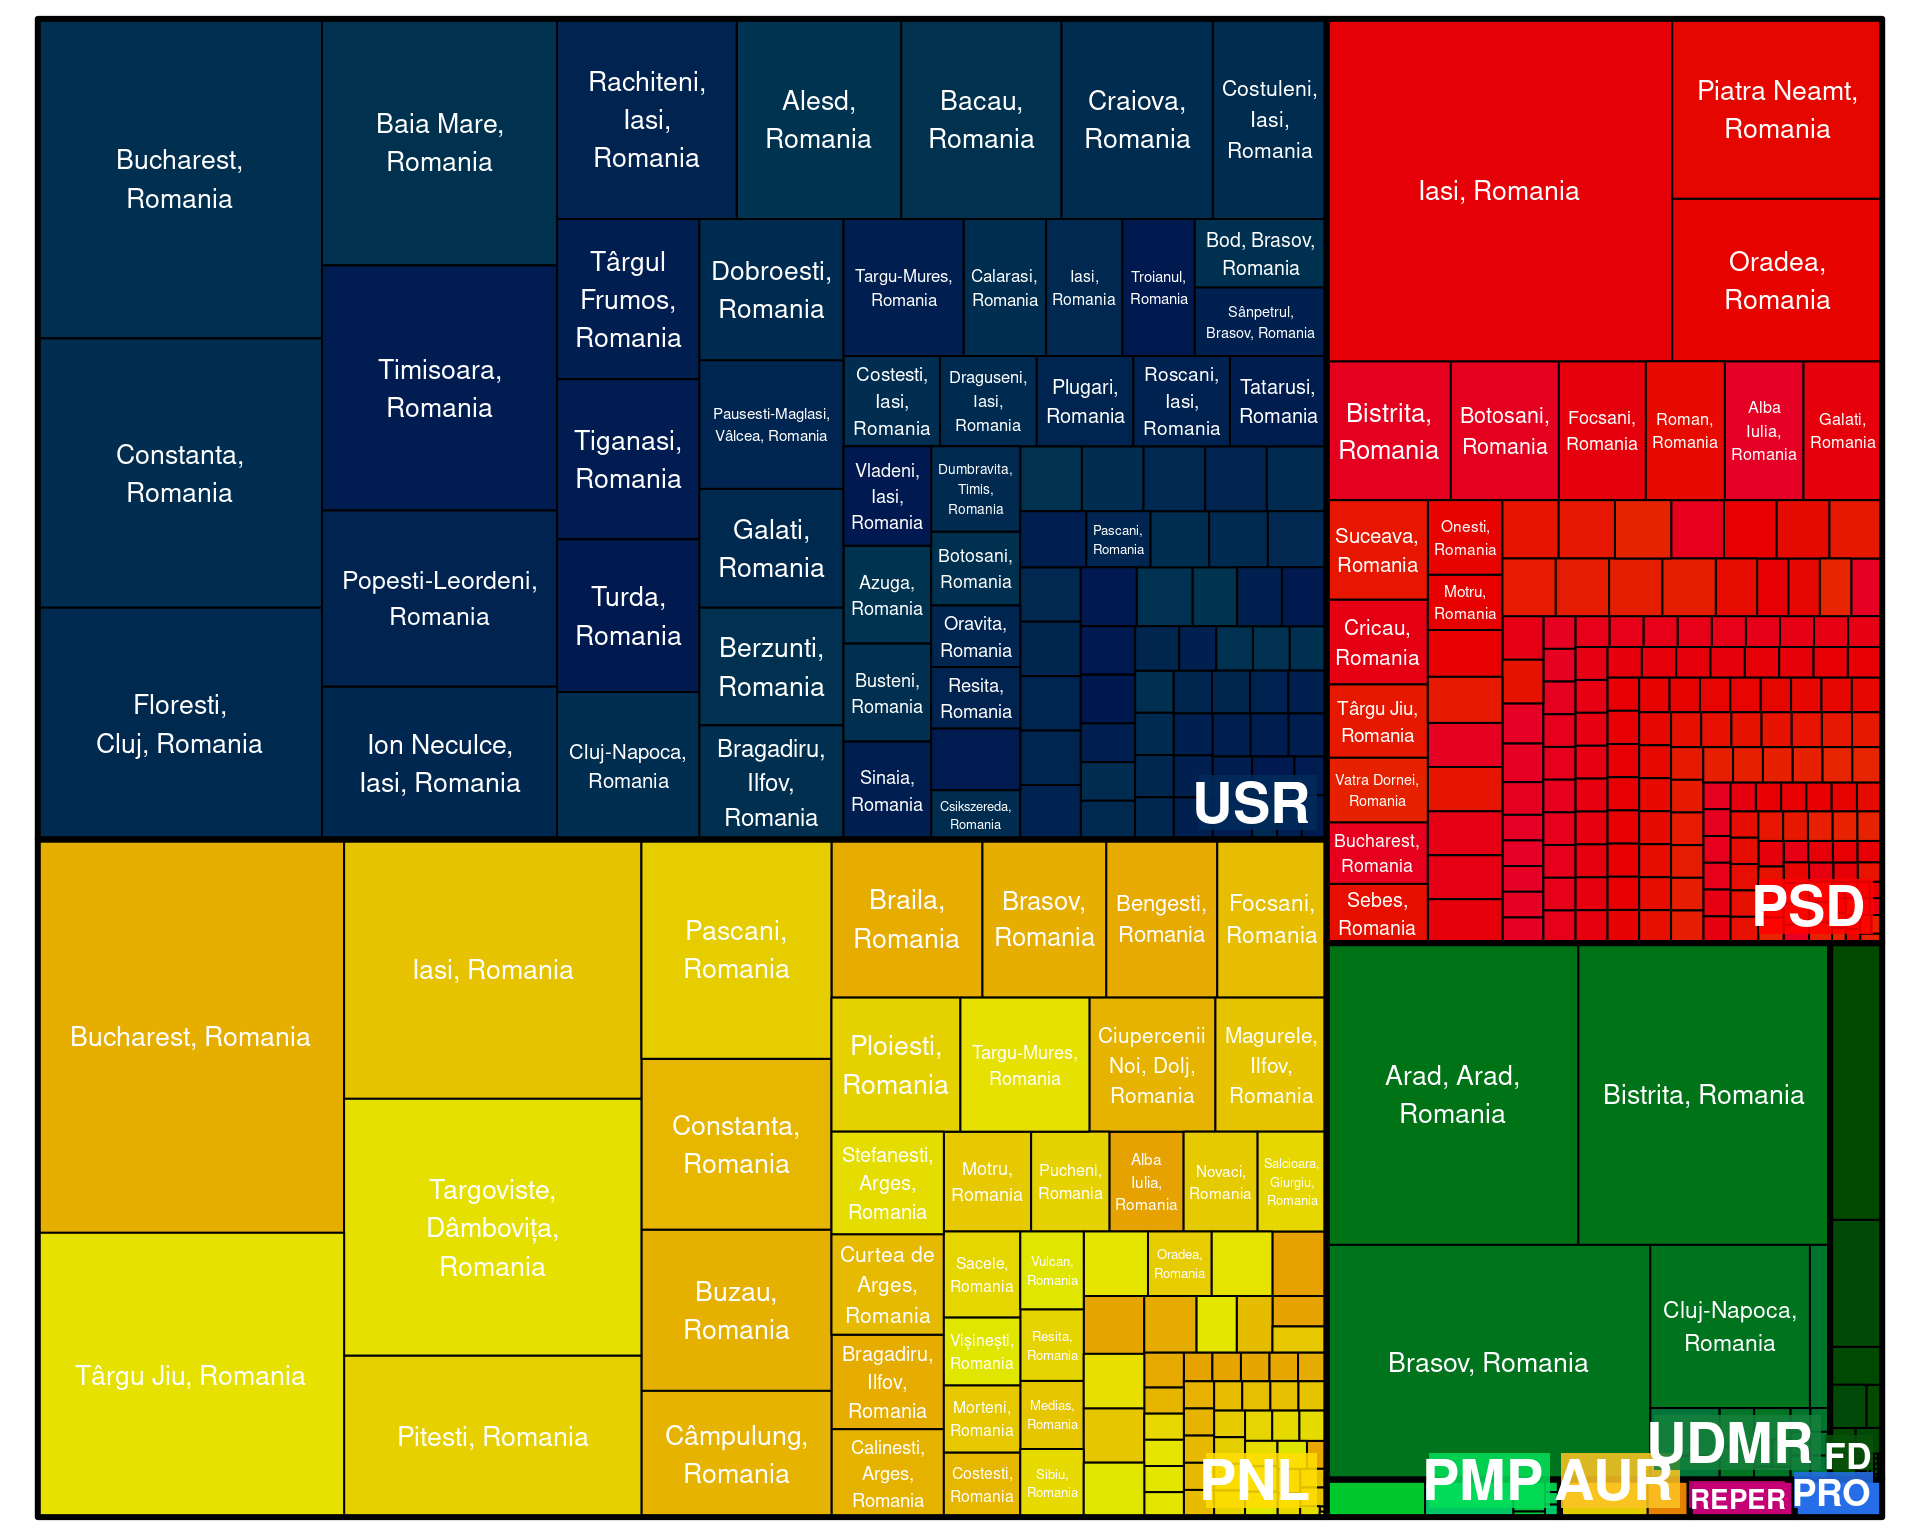 Bucharest,
Romania
Constanta,
Romania
Floresti,
Cluj, Romania
Baia Mare,
Romania
Timisoara,
Romania
Popesti-Leordeni,
Romania
Ion Neculce,
Iasi, Romania
Rachiteni,
Iasi,
Romania
Alesd,
Romania
Bacau,
Romania
Craiova,
Romania
Costuleni,
Iasi,
Romania
Târgul
Frumos,
Romania
Tiganasi,
Romania
Turda,
Romania
Cluj-Napoca,
Romania
Dobroesti,
Romania
Pausesti-Maglasi,
Vâlcea, Romania
Galati,
Romania
Berzunti,
Romania
Bragadiru,
Ilfov,
Romania
Targu-Mures,
Romania
Calarasi,
Romania
Iasi,
Romania
Troianul,
Romania
Bod, Brasov,
Romania
Sânpetrul,
Brasov, Romania
Costesti,
Iasi,
Romania
Draguseni,
Iasi,
Romania
Plugari,
Romania
Roscani,
Iasi,
Romania
Tatarusi,
Romania
Vladeni,
Iasi,
Romania
Azuga,
Romania
Busteni,
Romania
Sinaia,
Romania
Dumbravita,
Timis,
Romania
Botosani,
Romania
Oravita,
Romania
Resita,
Romania
Csikszereda,
Romania
Pascani,
Romania
USR
Iasi, Romania
Piatra Neamt,
Romania
Oradea,
Romania
Bistrita,
Romania
Botosani,
Romania
Focsani,
Romania
Roman,
Romania
Alba
Iulia,
Romania
Galati,
Romania
Suceava,
Romania
Cricau,
Romania
Târgu Jiu,
Romania
Vatra Dornei,
Romania
Bucharest,
Romania
Sebes,
Romania
Onesti,
Romania
Motru,
Romania
PSD
Bucharest, Romania
Târgu Jiu, Romania
Iasi, Romania
Targoviste,
Dâmbovița,
Romania
Pitesti, Romania
Pascani,
Romania
Constanta,
Romania
Buzau,
Romania
Câmpulung,
Romania
Braila,
Romania
Brasov,
Romania
Bengesti,
Romania
Focsani,
Romania
Ploiesti,
Romania
Targu-Mures,
Romania
Ciupercenii
Noi, Dolj,
Romania
Magurele,
Ilfov,
Romania
Stefanesti,
Arges,
Romania
Curtea de
Arges,
Romania
Bragadiru,
Ilfov,
Romania
Calinesti,
Arges,
Romania
Motru,
Romania
Pucheni,
Romania
Alba
Iulia,
Romania
Novaci,
Romania
Salcioara,
Giurgiu,
Romania
Sacele,
Romania
Vișinești,
Romania
Morteni,
Romania
Costesti,
Romania
Vulcan,
Romania
Resita,
Romania
Medias,
Romania
Sibiu,
Romania
Oradea,
Romania
PNL
Arad, Arad,
Romania
Bistrita, Romania
Brasov, Romania
Cluj-Napoca,
Romania
UDMR
FD
PMP
AUR
REPER
PRO